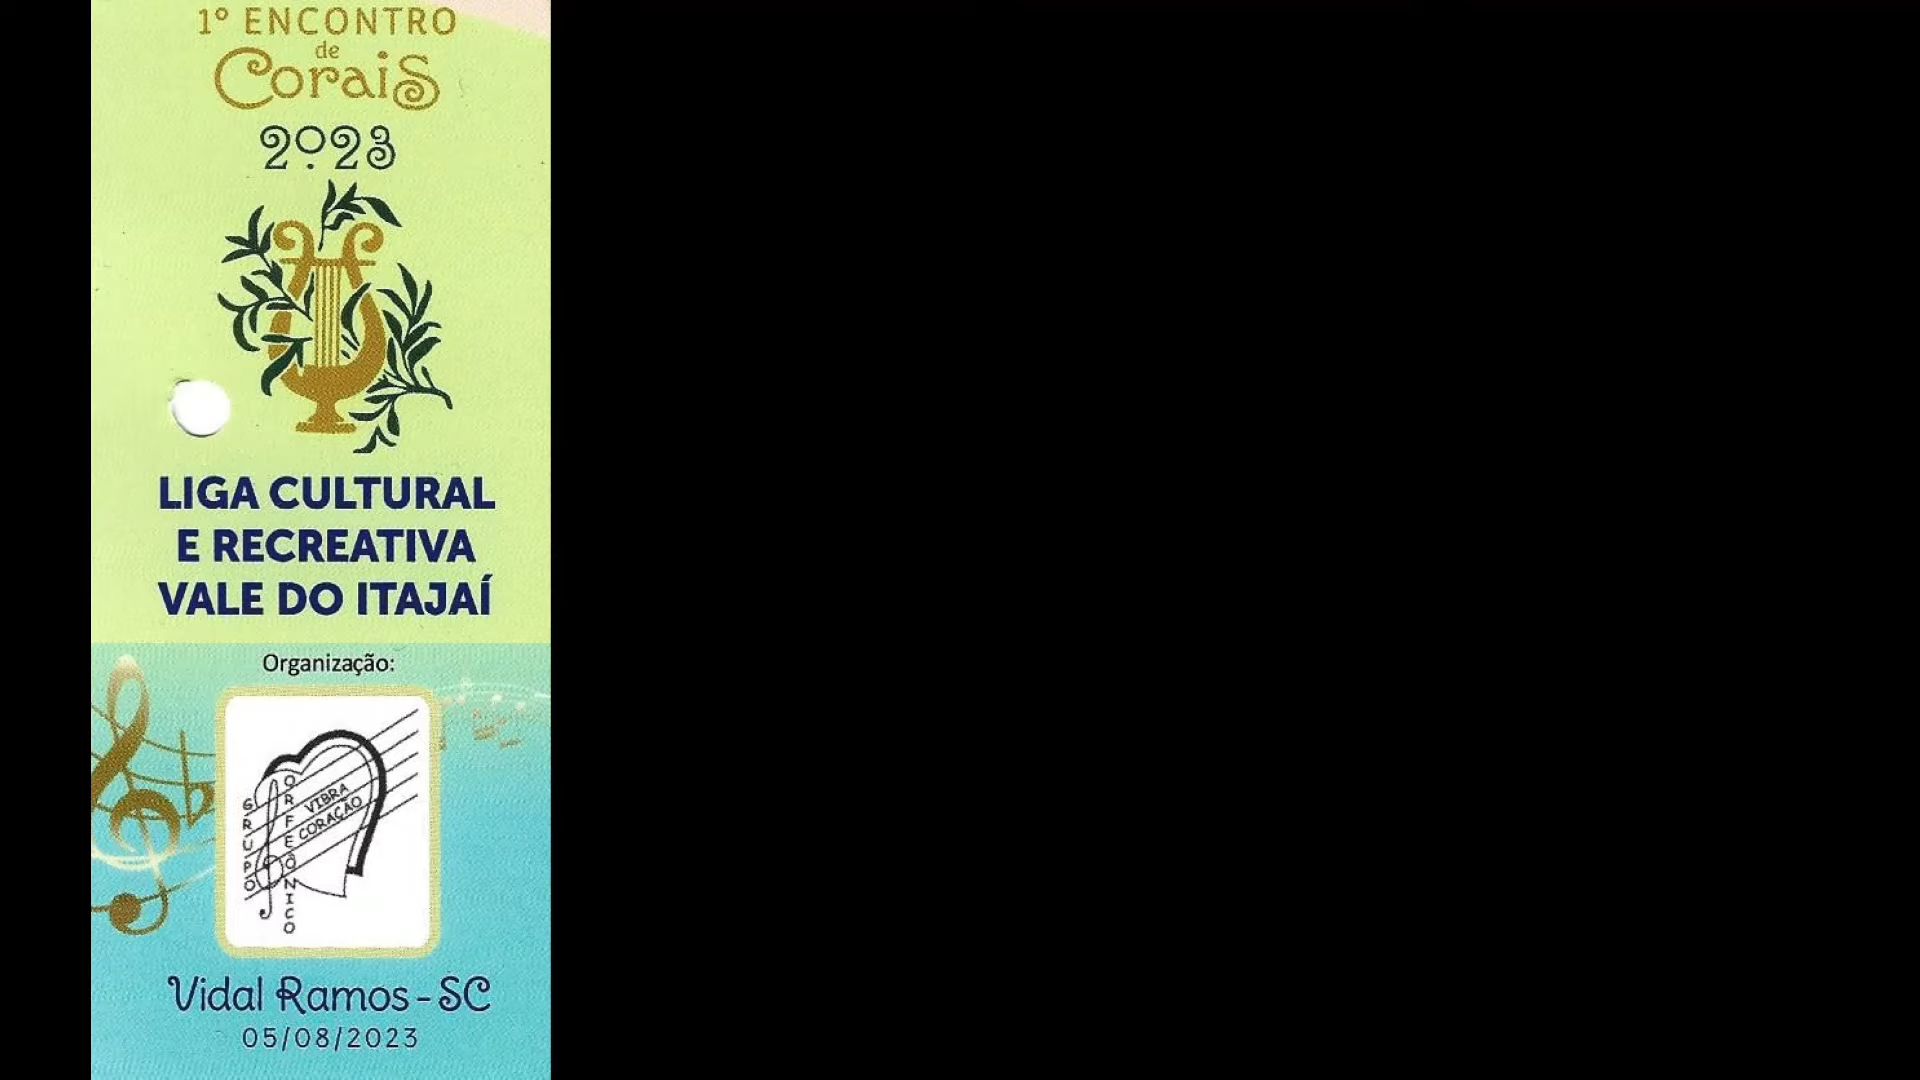 1º ENCONTRO
de
Corais
2023
LIGA CULTURAL
E RECREATIVA
VALE DO ITAJAÍ
Organização:
GRUPO
ORFEÔNICO
VIBRA
CORAÇÃO
Vidal Ramos - SC
05/08/2023